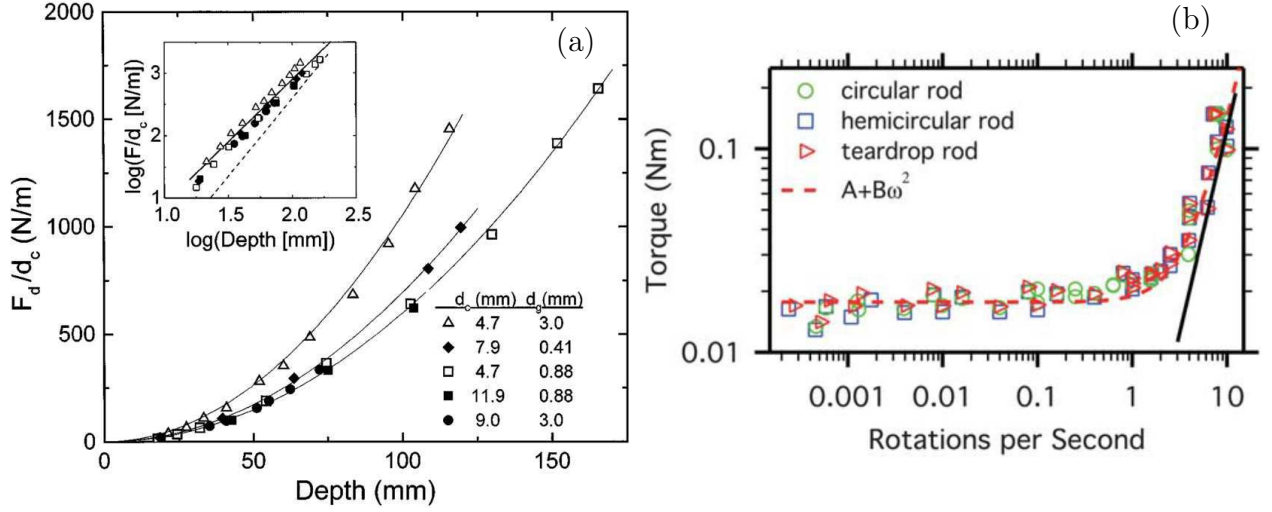 (a)
2000
1500
1000
500
0
F_d/d_c (N/m)
0 50 100 150
Depth (mm)
log(F/d_c [N/m])
3
2
1
1.0 1.5 2.0 2.5
log(Depth [mm])
d_c (mm) d_g(mm)
4.7 3.0
7.9 0.41
4.7 0.88
11.9 0.88
9.0 3.0
(b)
circular rod
hemicircular rod
teardrop rod
A+Bω²
Torque (Nm)
0.1
0.01
0.001 0.01 0.1 1 10
Rotations per Second